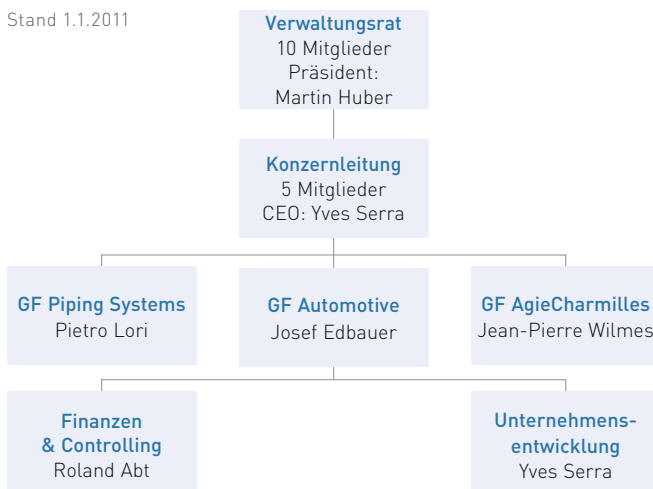 Stand 1.1.2011
Verwaltungsrat
10 Mitglieder
Präsident:
Martin Huber
Konzernleitung
5 Mitglieder
CEO: Yves Serra
GF Piping Systems
Pietro Lori
GF Automotive
Josef Edbauer
GF AgieCharmilles
Jean-Pierre Wilmes
Finanzen
& Controlling
Roland Abt
Unternehmens-
entwicklung
Yves Serra